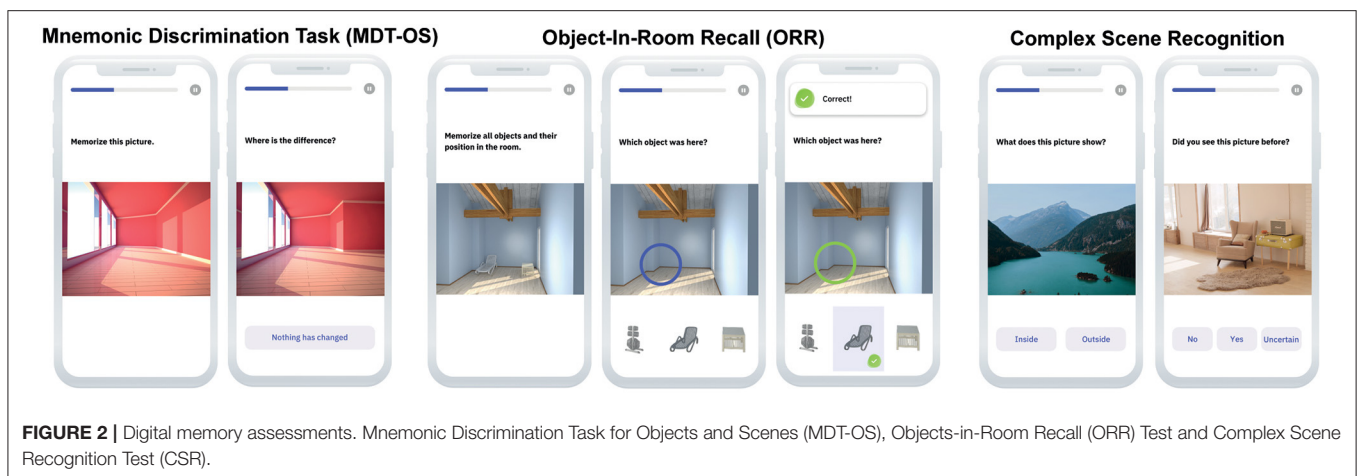 Mnemonic Discrimination Task (MDT-OS)
Memorize this picture.
Where is the difference?
Nothing has changed
Object-In-Room Recall (ORR)
Memorize all objects and their
position in the room.
Which object was here?
Correct!
Which object was here?
Complex Scene Recognition
What does this picture show?
Inside
Outside
Did you see this picture before?
No
Yes
Uncertain
FIGURE 2 | Digital memory assessments. Mnemonic Discrimination Task for Objects and Scenes (MDT-OS), Objects-in-Room Recall (ORR) Test and Complex Scene
Recognition Test (CSR).